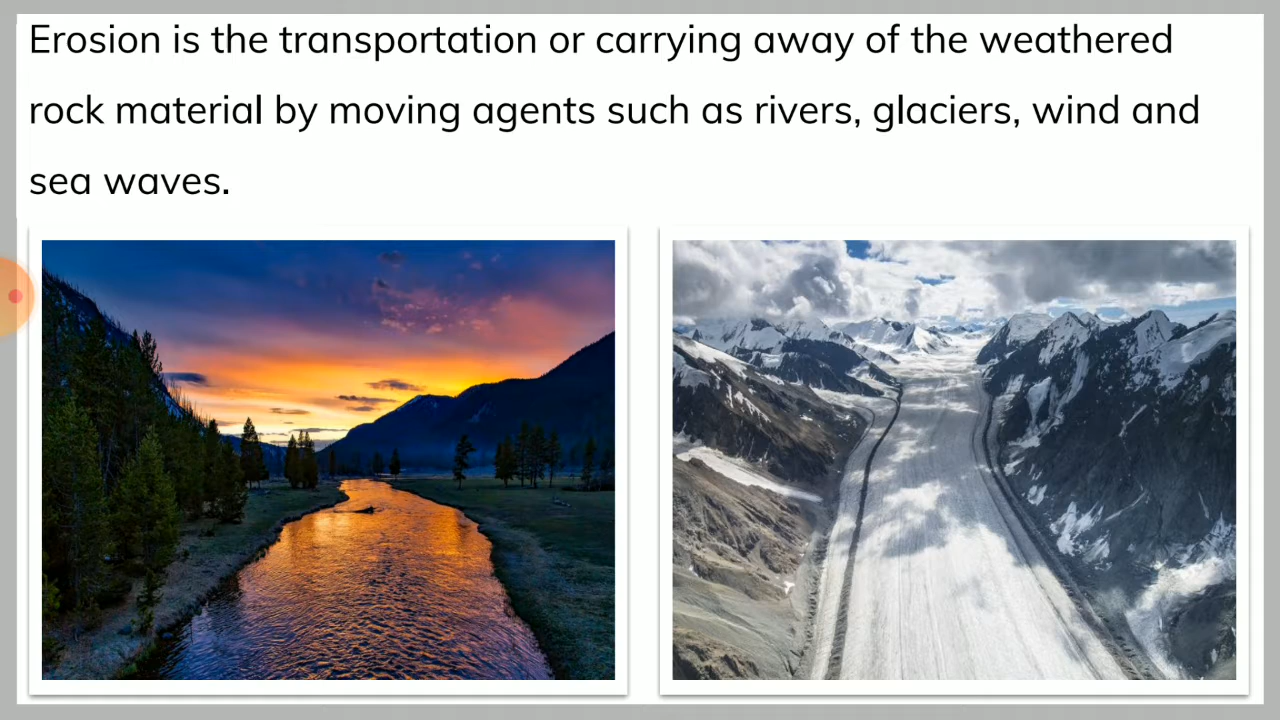 Erosion is the transportation or carrying away of the weathered
rock material by moving agents such as rivers, glaciers, wind and
sea waves.